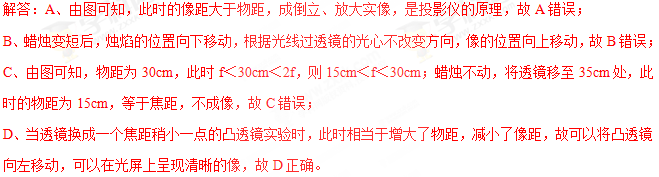 解答：A、由图可知，此时的像距大于物距，成倒立、放大实像，是投影仪的原理，故A错误；
B、蜡烛变短后，烛焰的位置向下移动，根据光线过透镜的光心不改变方向，像的位置向上移动，故B错误；
C、由图可知，物距为30cm，此时f＜30cm＜2f，则15cm＜f＜30cm；蜡烛不动，将透镜移至35cm处，此
时的物距为15cm，等于焦距，不成像，故C错误；
D、当透镜换成一个焦距稍小一点的凸透镜实验时，此时相当于增大了物距，减小了像距，故可以将凸透镜
向左移动，可以在光屏上呈现清晰的像，故D正确。